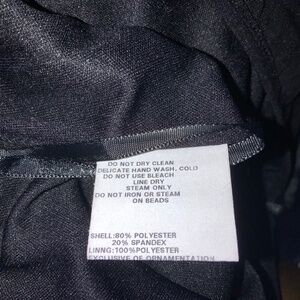 DO NOT DRY CLEAN
DELICATE HAND WASH, COLD
DO NOT USE BLEACH
LINE DRY
STEAM ONLY
DO NOT IRON OR STEAM
ON BEADS
SHELL:80% POLYESTER
20% SPANDEX
LINNG:100%POLYESTER
EXCLUSIVE OF ORNAMENTATION